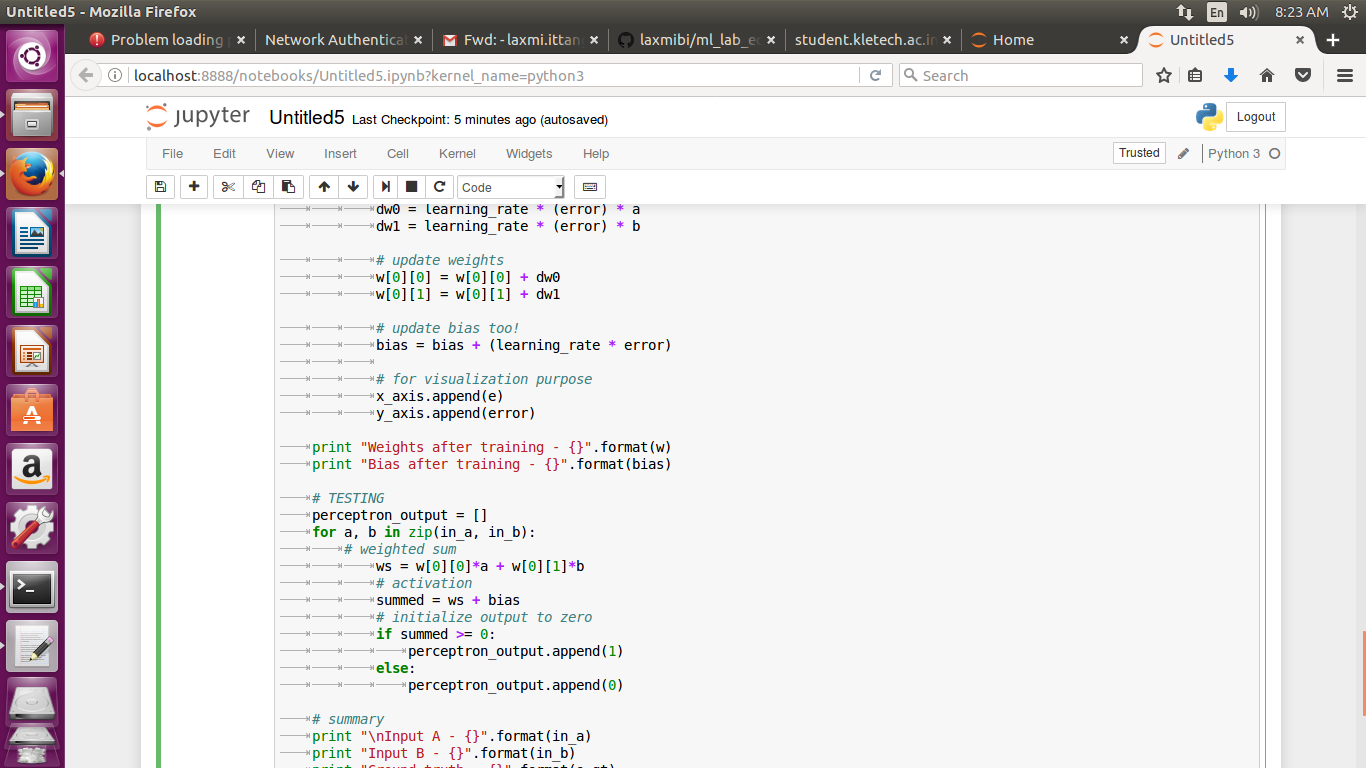 Untitled5 - Mozilla Firefox
En
8:23 AM
Problem loading p
Network Authenticat
Fwd: - laxmi.ittan
laxmibi/ml_lab_ec
student.kletech.ac.in
Home
Untitled5
localhost:8888/notebooks/Untitled5.ipynb?kernel_name=python3
Search
jupyter
Untitled5 Last Checkpoint: 5 minutes ago (autosaved)
Logout
File Edit View Insert Cell Kernel Widgets Help
Trusted
Python 3
Code
dw0 = learning_rate * (error) * a
dw1 = learning_rate * (error) * b
# update weights
w[0][0] = w[0][0] + dw0
w[0][1] = w[0][1] + dw1
# update bias too!
bias = bias + (learning_rate * error)
# for visualization purpose
x_axis.append(e)
y_axis.append(error)
print "Weights after training - {}".format(w)
print "Bias after training - {}".format(bias)
# TESTING
perceptron_output = []
for a, b in zip(in_a, in_b):
# weighted sum
ws = w[0][0]*a + w[0][1]*b
# activation
summed = ws + bias
# initialize output to zero
if summed >= 0:
perceptron_output.append(1)
else:
perceptron_output.append(0)
# summary
print "\nInput A - {}".format(in_a)
print "Input B - {}".format(in_b)